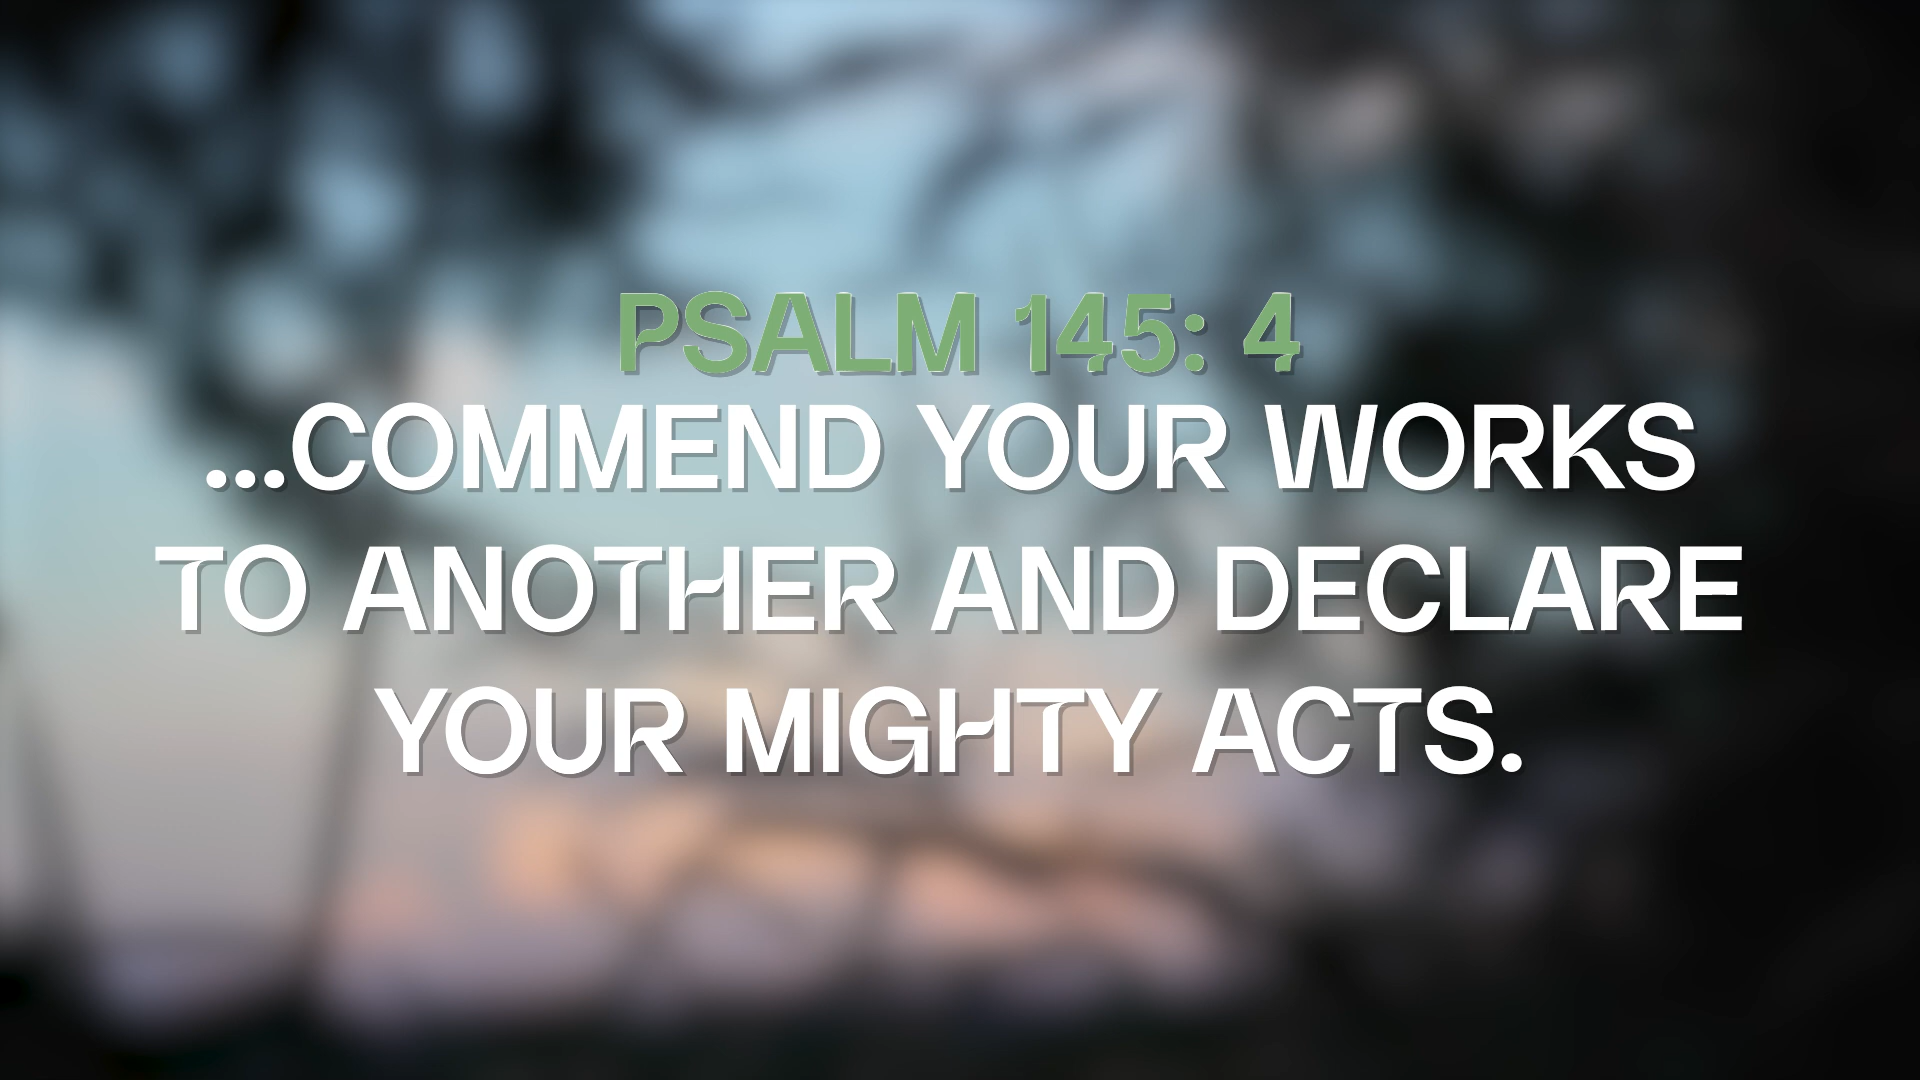 PSALM 145: 4
...COMMEND YOUR WORKS
TO ANOTHER AND DECLARE
YOUR MIGHTY ACTS.